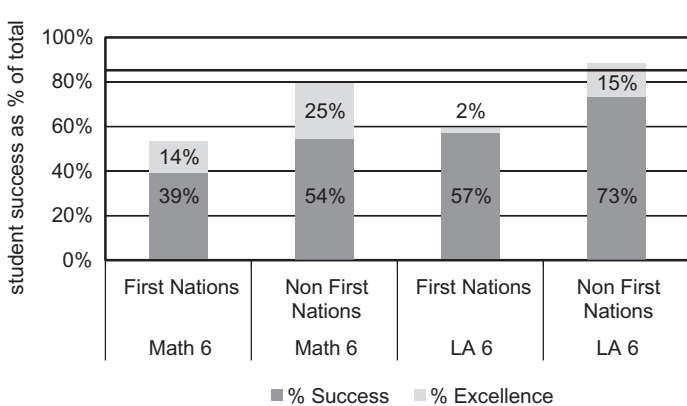 student success as % of total
100%
80%
60%
40%
20%
0%
14%
39%
25%
54%
2%
57%
15%
73%
First Nations
Non First
Nations
First Nations
Non First
Nations
Math 6
Math 6
LA 6
LA 6
% Success
% Excellence